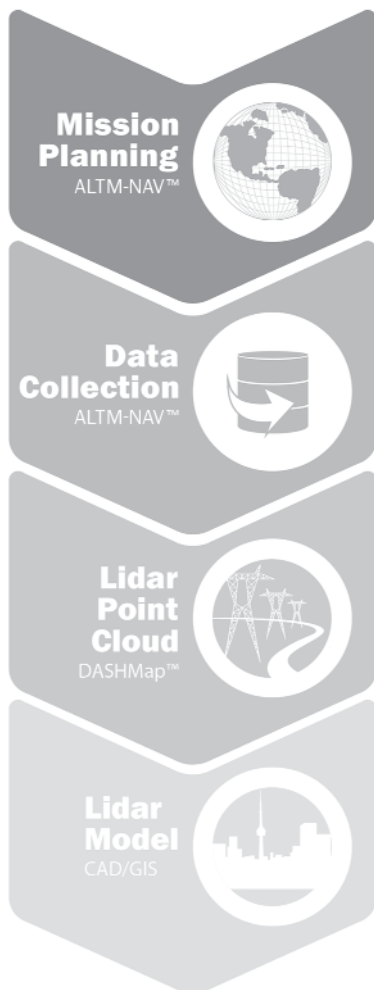 Mission
Planning
ALTM-NAV™
Data
Collection
ALTM-NAV™
Lidar
Point
Cloud
DASHMap™
Lidar
Model
CAD/GIS